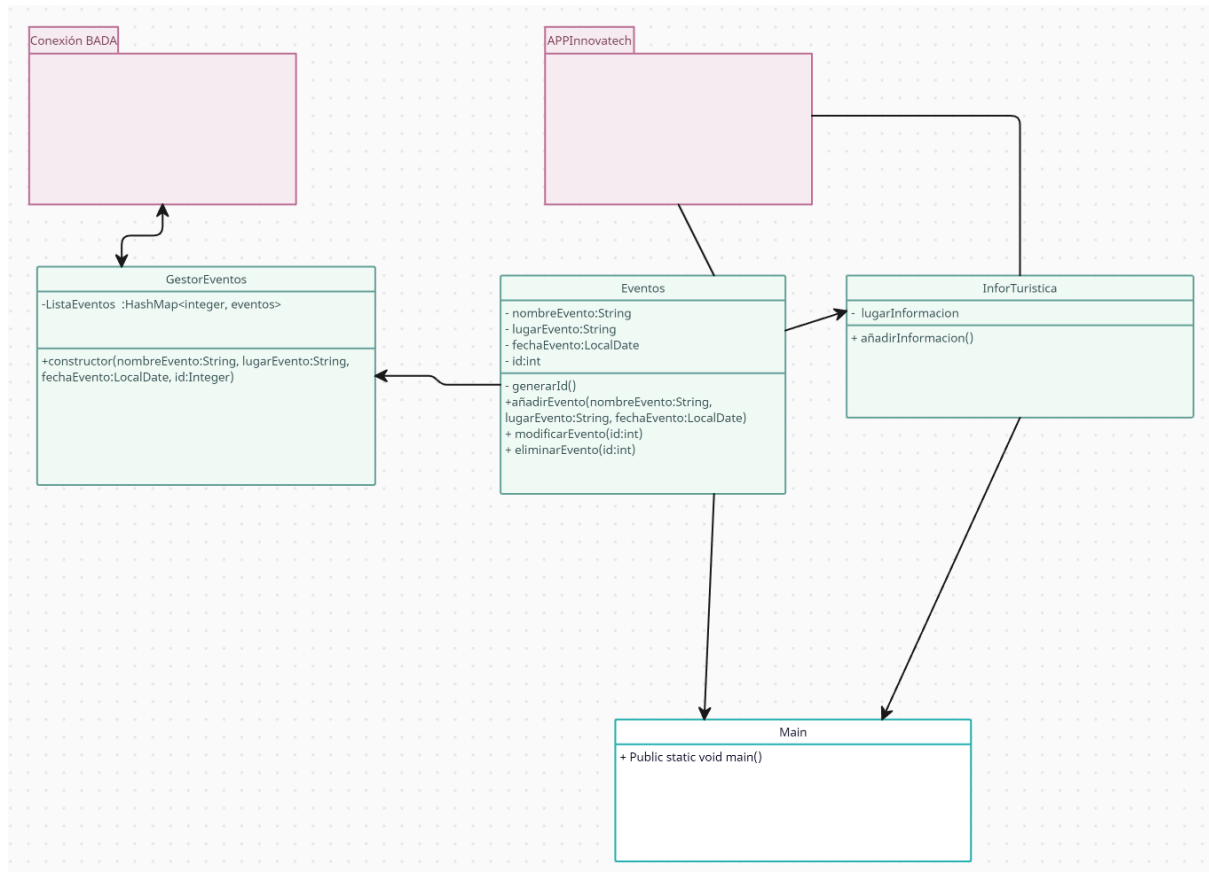 Conexión BADA
APPInnovatech
GestorEventos
-ListaEventos  :HashMap<integer, eventos>
+constructor(nombreEvento:String, lugarEvento:String,
fechaEvento:LocalDate, id:Integer)
Eventos
- nombreEvento:String
- lugarEvento:String
- fechaEvento:LocalDate
- id:int
- generarId()
+añadirEvento(nombreEvento:String,
lugarEvento:String, fechaEvento:LocalDate)
+ modificarEvento(id:int)
+ eliminarEvento(id:int)
InforTuristica
-  lugarInformacion
+ añadirInformacion()
Main
+ Public static void main()